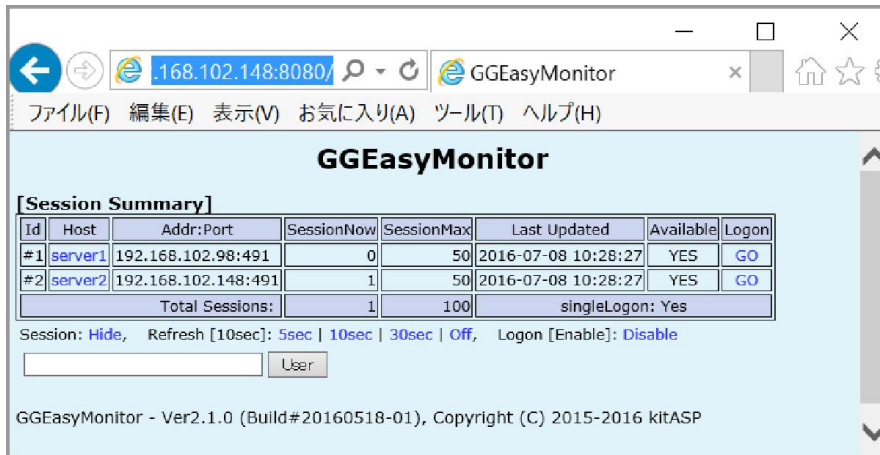 .168.102.148:8080/
GGEasyMonitor
ファイル(F) 編集(E) 表示(V) お気に入り(A) ツール(T) ヘルプ(H)
GGEasyMonitor
[Session Summary]
Id Host Addr:Port SessionNow SessionMax Last Updated Available Logon
#1 server1 192.168.102.98:491 0 50 2016-07-08 10:28:27 YES GO
#2 server2 192.168.102.148:491 1 50 2016-07-08 10:28:27 YES GO
Total Sessions: 1 100 singleLogon: Yes
Session: Hide, Refresh [10sec]: 5sec | 10sec | 30sec | Off, Logon [Enable]: Disable
User
GGEasyMonitor - Ver2.1.0 (Build#20160518-01), Copyright (C) 2015-2016 kitASP